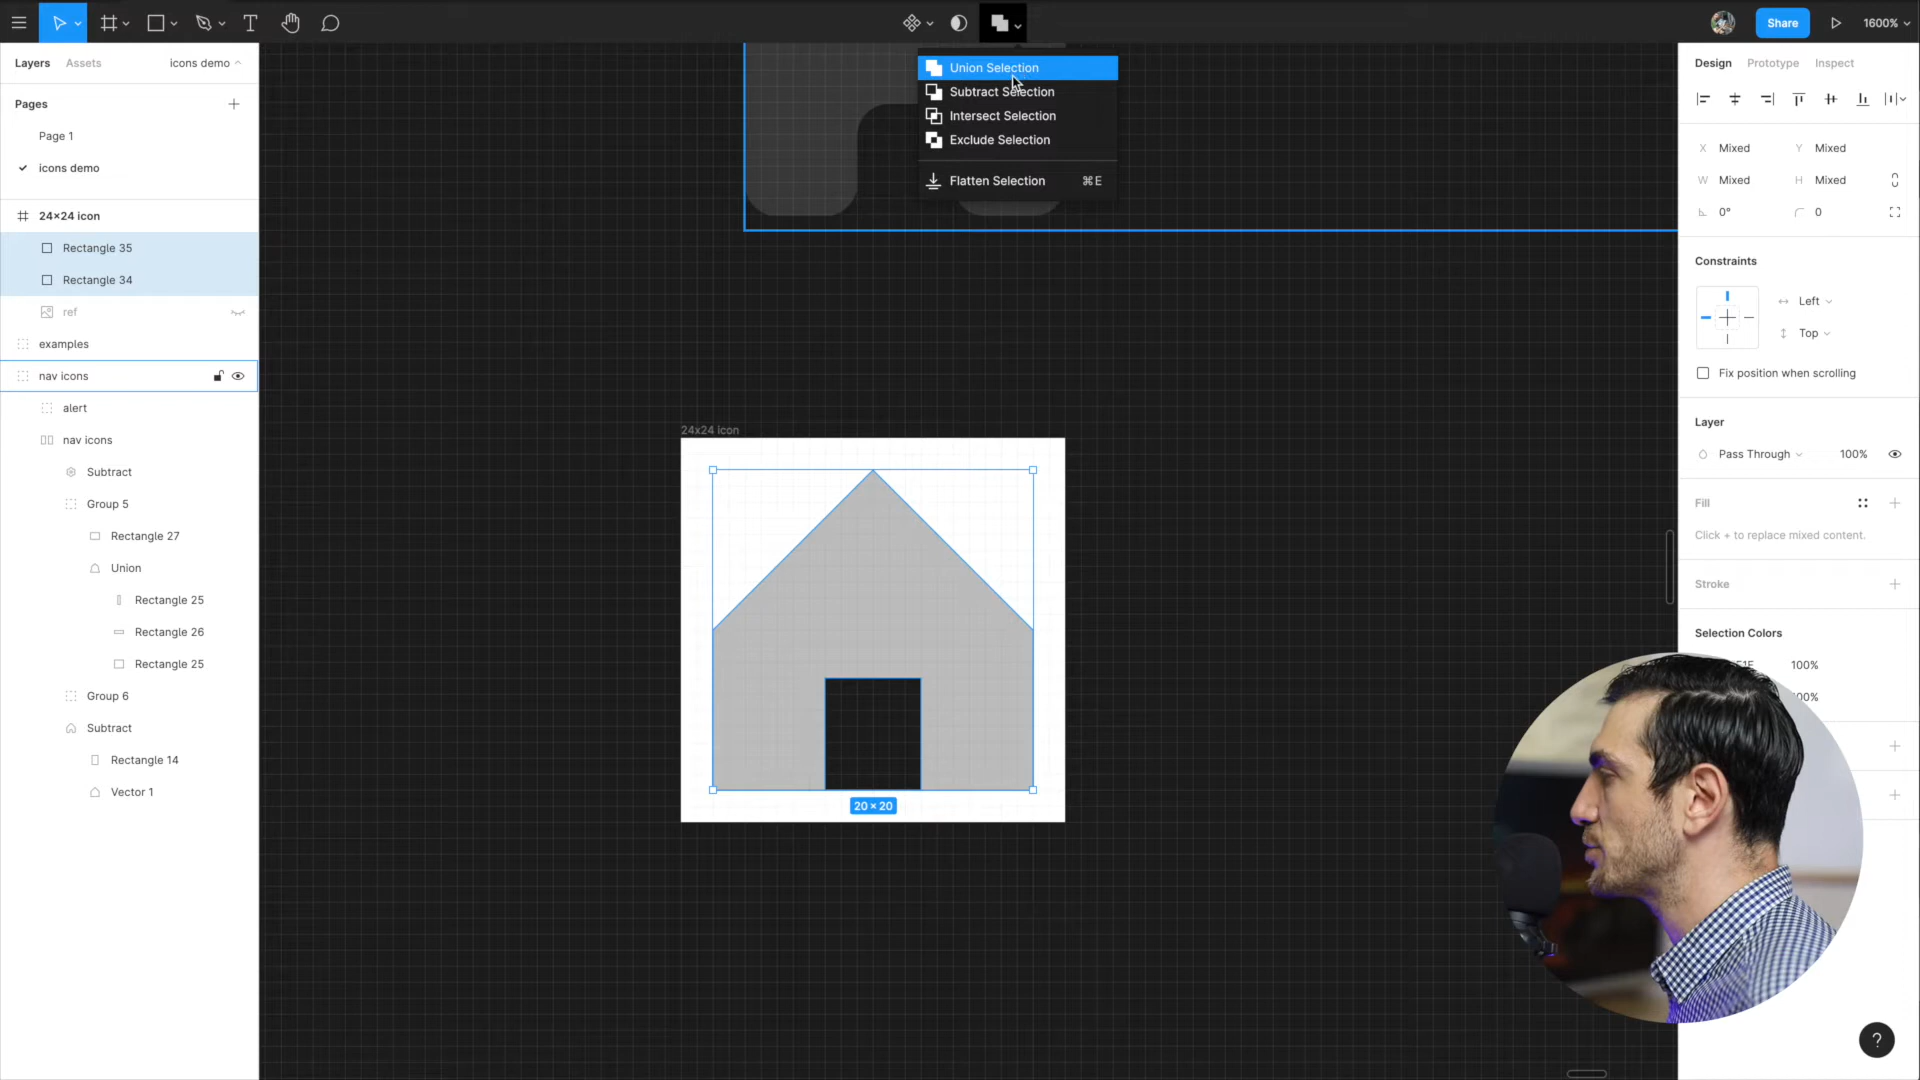 Share
1600%
Layers
Assets
icons demo
Pages
Page 1
icons demo
24x24 icon
Rectangle 35
Rectangle 34
ref
examples
nav icons
alert
nav icons
Subtract
Group 5
Rectangle 27
Union
Rectangle 25
Rectangle 26
Rectangle 25
Group 6
Subtract
Rectangle 14
Vector 1
Union Selection
Subtract Selection
Intersect Selection
Exclude Selection
Flatten Selection ⌘E
24x24 icon
20 × 20
Design
Prototype
Inspect
X Mixed Y Mixed
W Mixed H Mixed
0° 0
Constraints
Left
Top
Fix position when scrolling
Layer
Pass Through 100%
Fill
Click + to replace mixed content.
Stroke
Selection Colors
100%
?